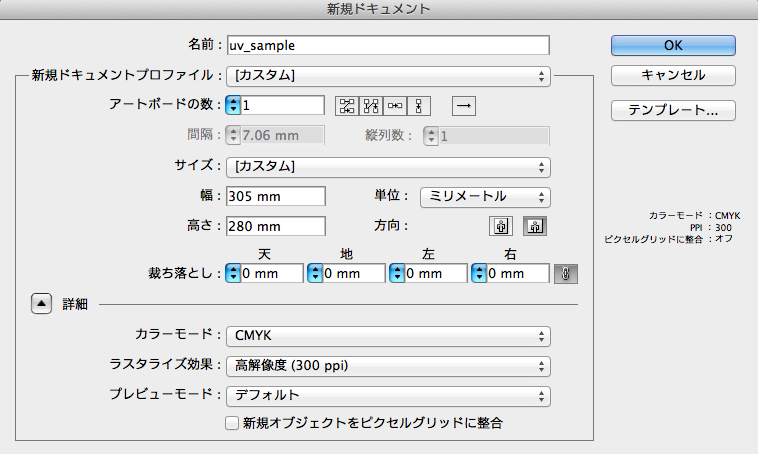 新規ドキュメント
名前 : uv_sample
OK
新規ドキュメントプロファイル : [カスタム]
キャンセル
アートボードの数 : 1
テンプレート...
間隔 : 7.06 mm 縦列数 : 1
サイズ : [カスタム]
幅 : 305 mm 単位 : ミリメートル
高さ : 280 mm 方向 :
カラーモード : CMYK
PPI : 300
ピクセルグリッドに整合 : オフ
天 地 左 右
裁ち落とし : 0 mm 0 mm 0 mm 0 mm
詳細
カラーモード : CMYK
ラスタライズ効果 : 高解像度 (300 ppi)
プレビューモード : デフォルト
新規オブジェクトをピクセルグリッドに整合